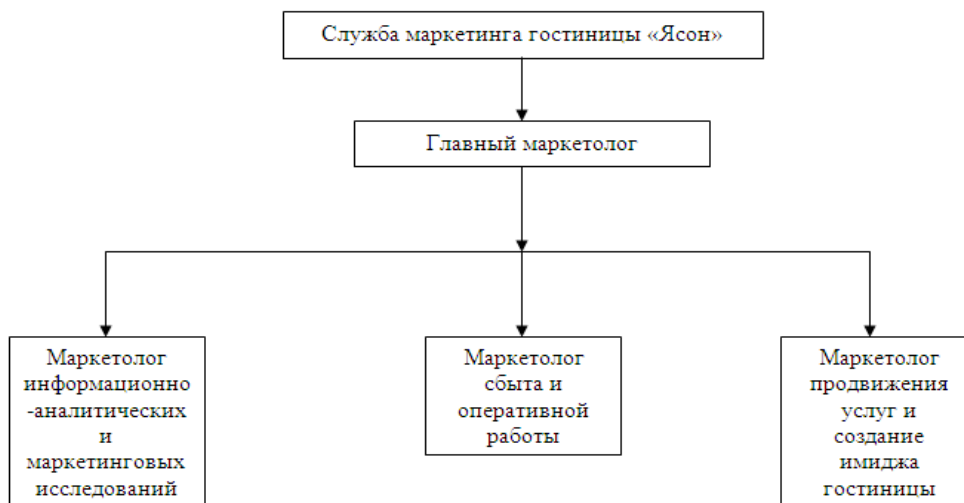 Служба маркетинга гостиницы «Ясон»
Главный маркетолог
Маркетолог
информационно
-аналитических
и
маркетинговых
исследований
Маркетолог
сбыта и
оперативной
работы
Маркетолог
продвижения
услуг и
создание
имиджа
гостиницы